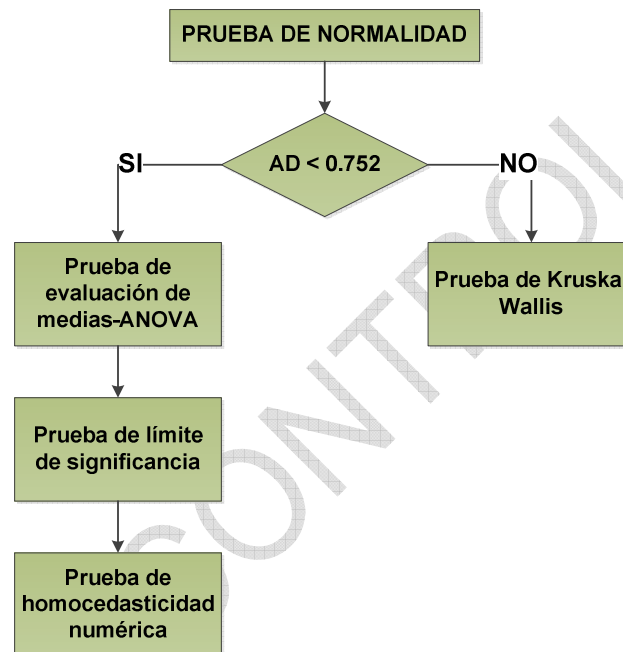 PRUEBA DE NORMALIDAD
AD < 0.752
SI
NO
Prueba de
evaluación de
medias-ANOVA
Prueba de Kruska
Wallis
Prueba de límite
de significancia
Prueba de
homocedasticidad
numérica
CONTROL